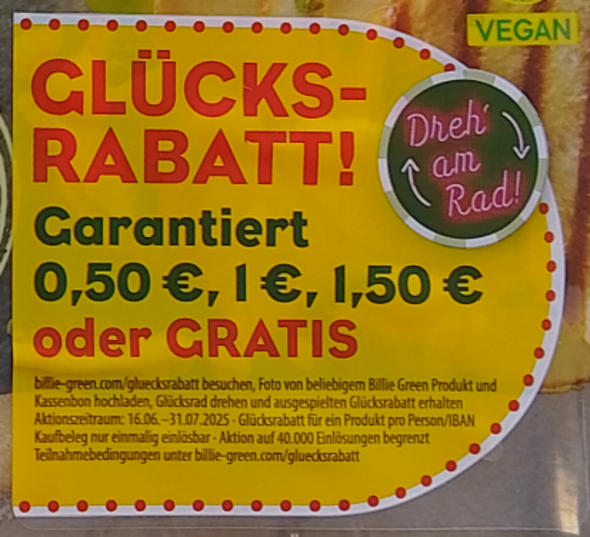 VEGAN
GLÜCKS-
RABATT!
Dreh'
am
Rad!
Garantiert
0,50 €, 1 €, 1,50 €
oder GRATIS
billie-green.com/gluecksrabatt besuchen, Foto von beliebigem Billie Green Produkt und
Kassenbon hochladen, Glücksrad drehen und ausgespielten Glücksrabatt erhalten
Aktionszeitraum: 16.06.–31.07.2025 · Glücksrabatt für ein Produkt pro Person/IBAN
Kaufbeleg nur einmalig einlösbar · Aktion auf 40.000 Einlösungen begrenzt
Teilnahmebedingungen unter billie-green.com/gluecksrabatt